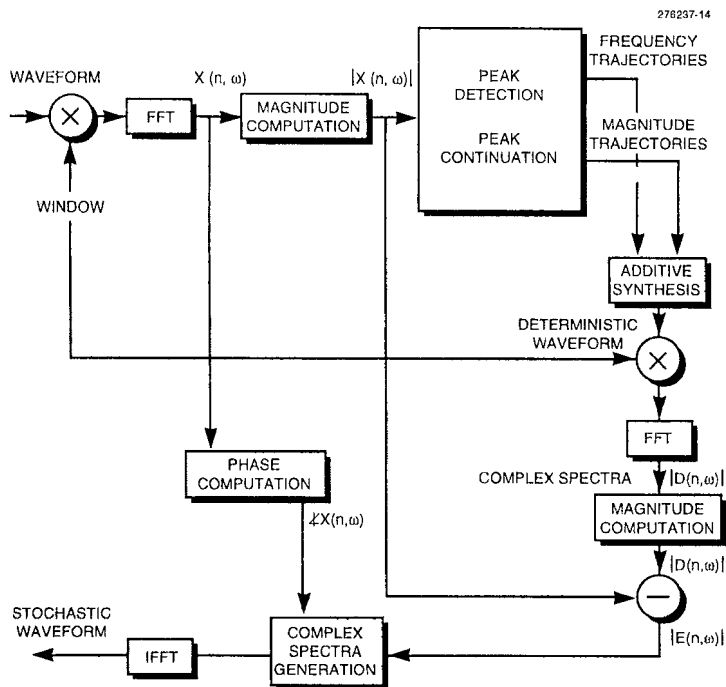 276237-14
FREQUENCY
TRAJECTORIES
WAVEFORM
X (n, ω)
|X (n, ω)|
×
FFT
MAGNITUDE
COMPUTATION
PEAK
DETECTION
PEAK
CONTINUATION
MAGNITUDE
TRAJECTORIES
WINDOW
ADDITIVE
SYNTHESIS
DETERMINISTIC
WAVEFORM
×
FFT
PHASE
COMPUTATION
COMPLEX SPECTRA
|D(n,ω)|
MAGNITUDE
COMPUTATION
∡X(n,ω)
|D(n,ω)|
−
STOCHASTIC
WAVEFORM
IFFT
COMPLEX
SPECTRA
GENERATION
|E(n,ω)|